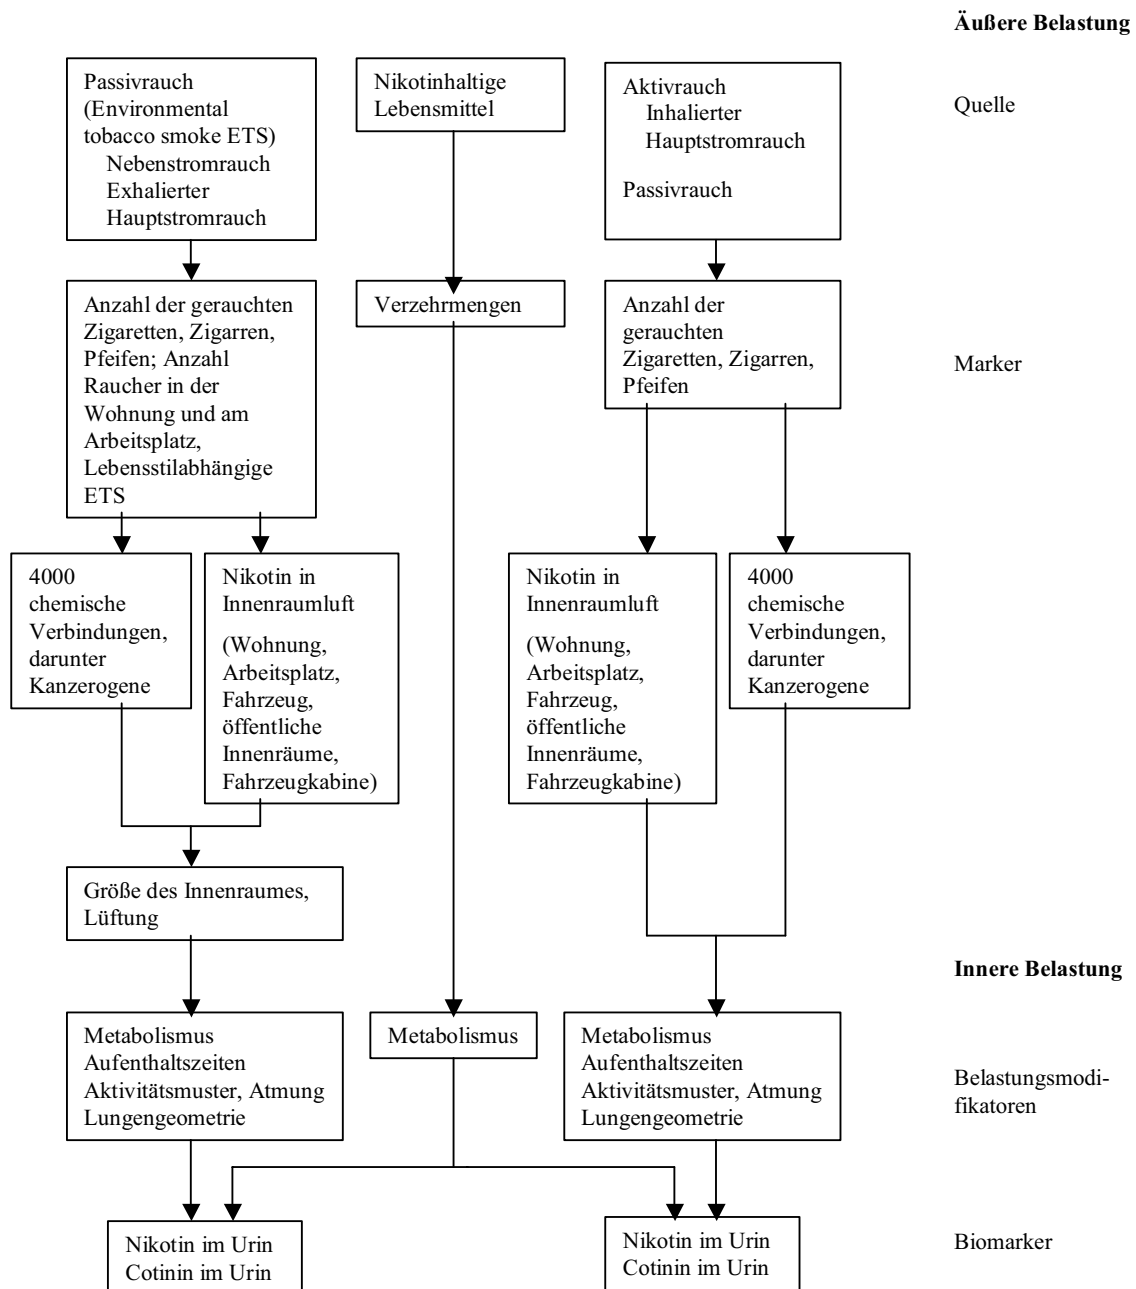 Äußere Belastung
Passivrauch
(Environmental
tobacco smoke ETS)
Nebenstromrauch
Exhalierter
Hauptstromrauch
Nikotinhaltige
Lebensmittel
Aktivrauch
Inhalierter
Hauptstromrauch
Passivrauch
Quelle
Anzahl der gerauchten
Zigaretten, Zigarren,
Pfeifen; Anzahl
Raucher in der
Wohnung und am
Arbeitsplatz,
Lebensstilabhängige
ETS
Verzehrmengen
Anzahl der
gerauchten
Zigaretten, Zigarren,
Pfeifen
Marker
4000
chemische
Verbindungen,
darunter
Kanzerogene
Nikotin in
Innenraumluft
(Wohnung,
Arbeitsplatz,
Fahrzeug,
öffentliche
Innenräume,
Fahrzeugkabine)
Nikotin in
Innenraumluft
(Wohnung,
Arbeitsplatz,
Fahrzeug,
öffentliche
Innenräume,
Fahrzeugkabine)
4000
chemische
Verbindungen,
darunter
Kanzerogene
Größe des Innenraumes,
Lüftung
Innere Belastung
Metabolismus
Aufenthaltszeiten
Aktivitätsmuster, Atmung
Lungengeometrie
Metabolismus
Metabolismus
Aufenthaltszeiten
Aktivitätsmuster, Atmung
Lungengeometrie
Belastungsmodi-
fikatoren
Nikotin im Urin
Cotinin im Urin
Nikotin im Urin
Cotinin im Urin
Biomarker